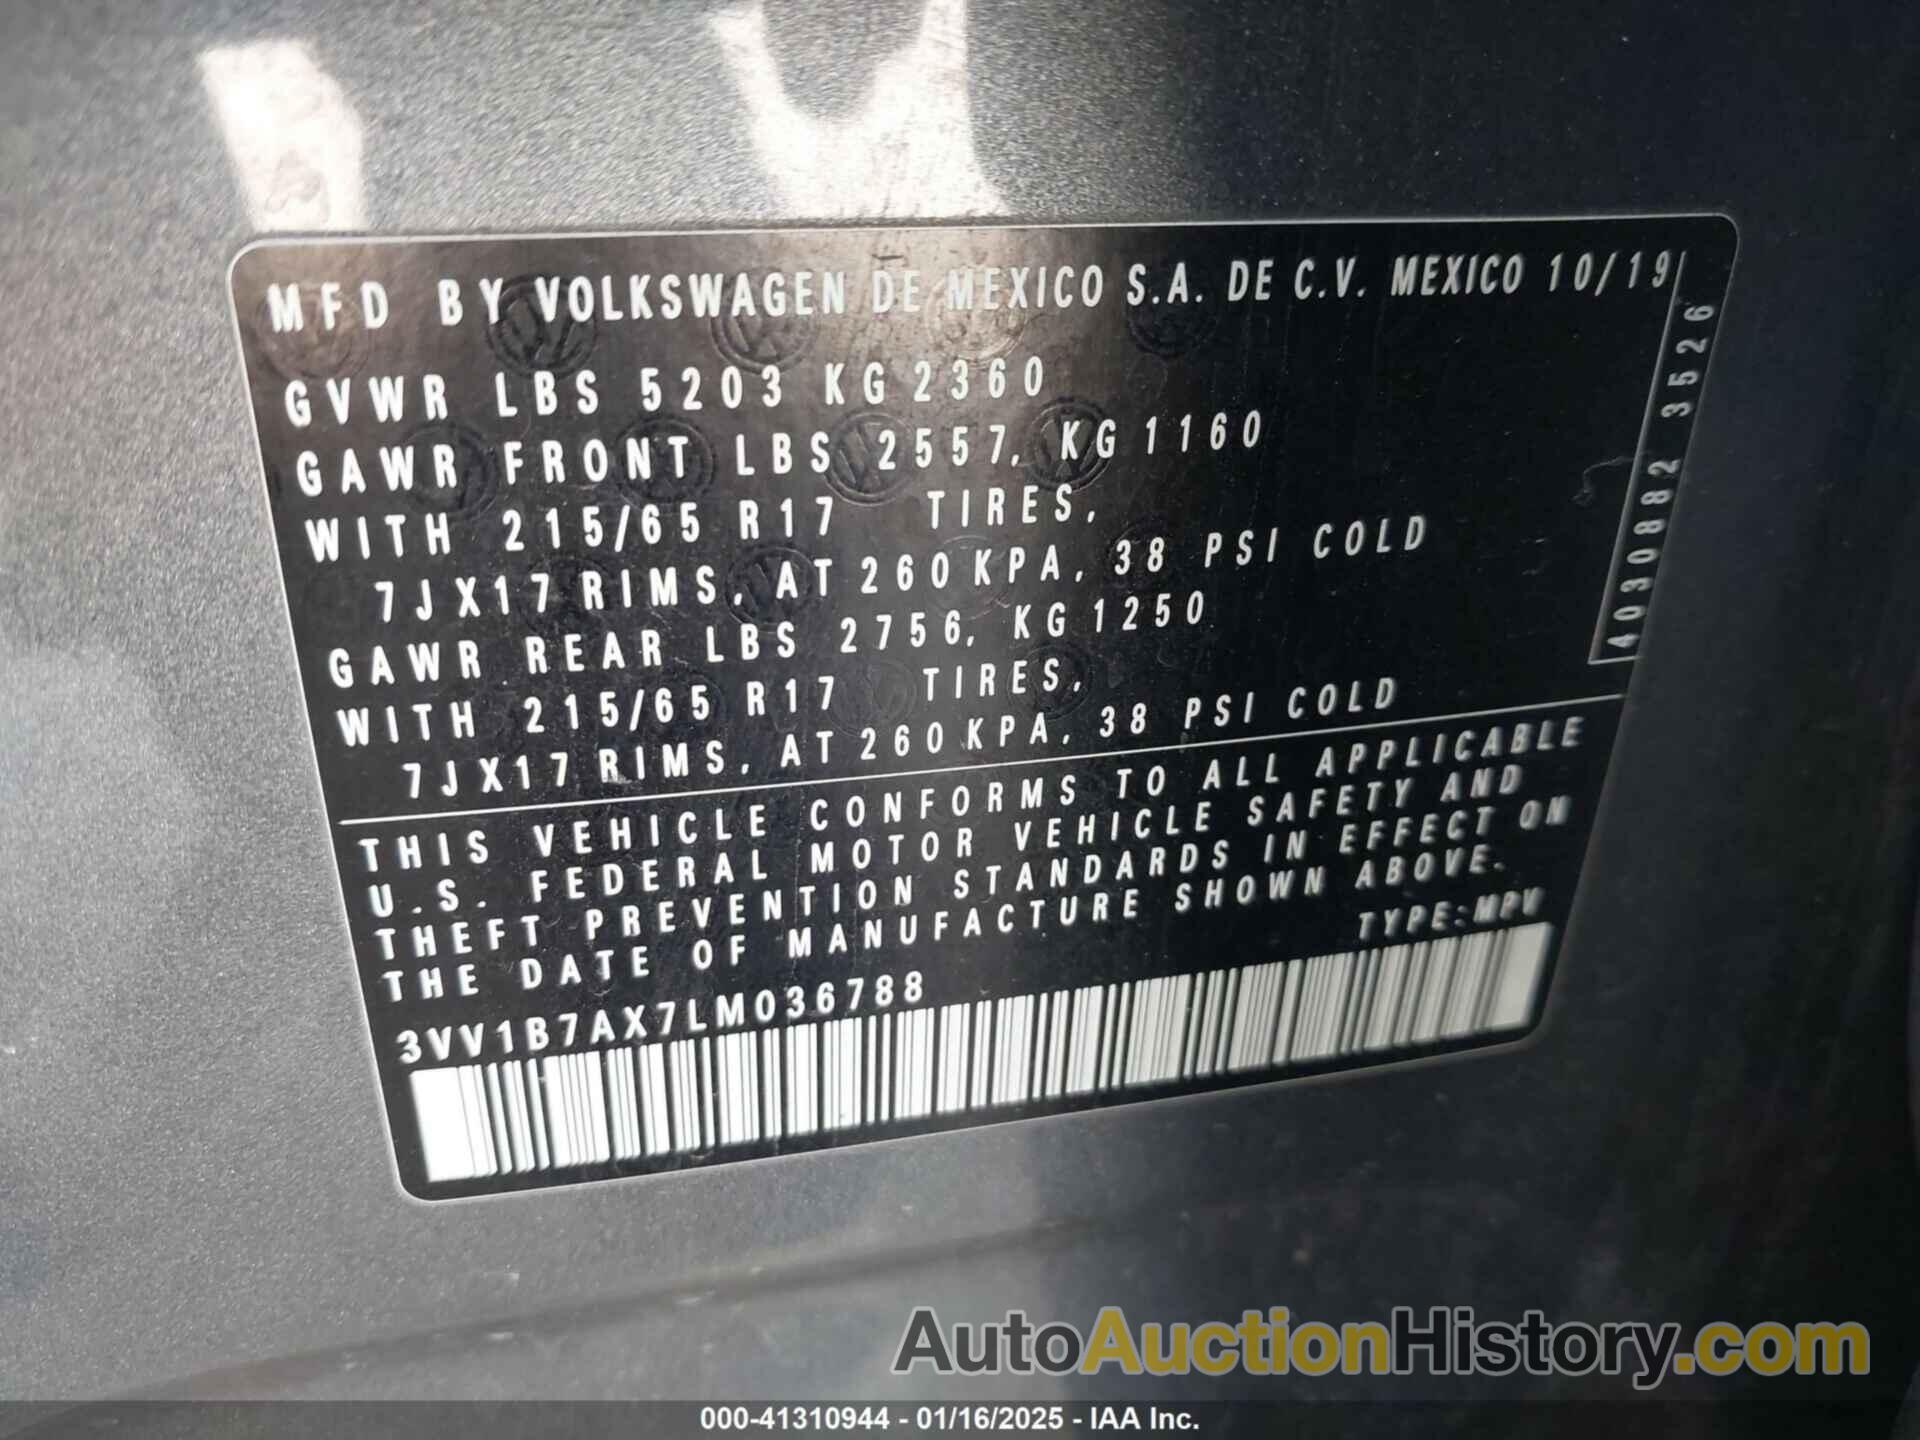 MFD BY VOLKSWAGEN DE MEXICO S.A. DE C.V. MEXICO 10/19
GVWR LBS 5203 KG 2360
GAWR FRONT LBS 2557, KG 1160
WITH 215/65 R17 TIRES,
7JX17 RIMS, AT 260 KPA, 38 PSI COLD
GAWR REAR LBS 2756, KG 1250
WITH 215/65 R17 TIRES,
7JX17 RIMS, AT 260 KPA, 38 PSI COLD
4030882 3526
THIS VEHICLE CONFORMS TO ALL APPLICABLE
U.S. FEDERAL MOTOR VEHICLE SAFETY AND
THEFT PREVENTION STANDARDS IN EFFECT ON
THE DATE OF MANUFACTURE SHOWN ABOVE.
TYPE:MPV
3VV1B7AX7LM036788
AutoAuctionHistory.com
000-41310944 - 01/16/2025 - IAA Inc.